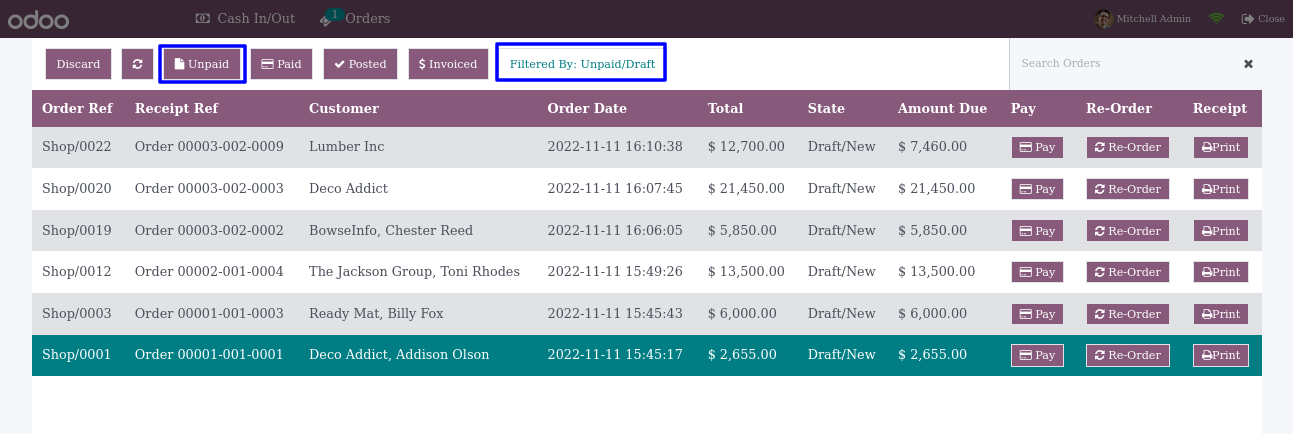 odoo Cash In/Out 1 Orders Mitchell Admin Close
Discard Unpaid Paid Posted $ Invoiced Filtered By: Unpaid/Draft Search Orders
Order Ref Receipt Ref Customer Order Date Total State Amount Due Pay Re-Order Receipt
Shop/0022 Order 00003-002-0009 Lumber Inc 2022-11-11 16:10:38 $ 12,700.00 Draft/New $ 7,460.00 Pay Re-Order Print
Shop/0020 Order 00003-002-0003 Deco Addict 2022-11-11 16:07:45 $ 21,450.00 Draft/New $ 21,450.00 Pay Re-Order Print
Shop/0019 Order 00003-002-0002 BowseInfo, Chester Reed 2022-11-11 16:06:05 $ 5,850.00 Draft/New $ 5,850.00 Pay Re-Order Print
Shop/0012 Order 00002-001-0004 The Jackson Group, Toni Rhodes 2022-11-11 15:49:26 $ 13,500.00 Draft/New $ 13,500.00 Pay Re-Order Print
Shop/0003 Order 00001-001-0003 Ready Mat, Billy Fox 2022-11-11 15:45:43 $ 6,000.00 Draft/New $ 6,000.00 Pay Re-Order Print
Shop/0001 Order 00001-001-0001 Deco Addict, Addison Olson 2022-11-11 15:45:17 $ 2,655.00 Draft/New $ 2,655.00 Pay Re-Order Print